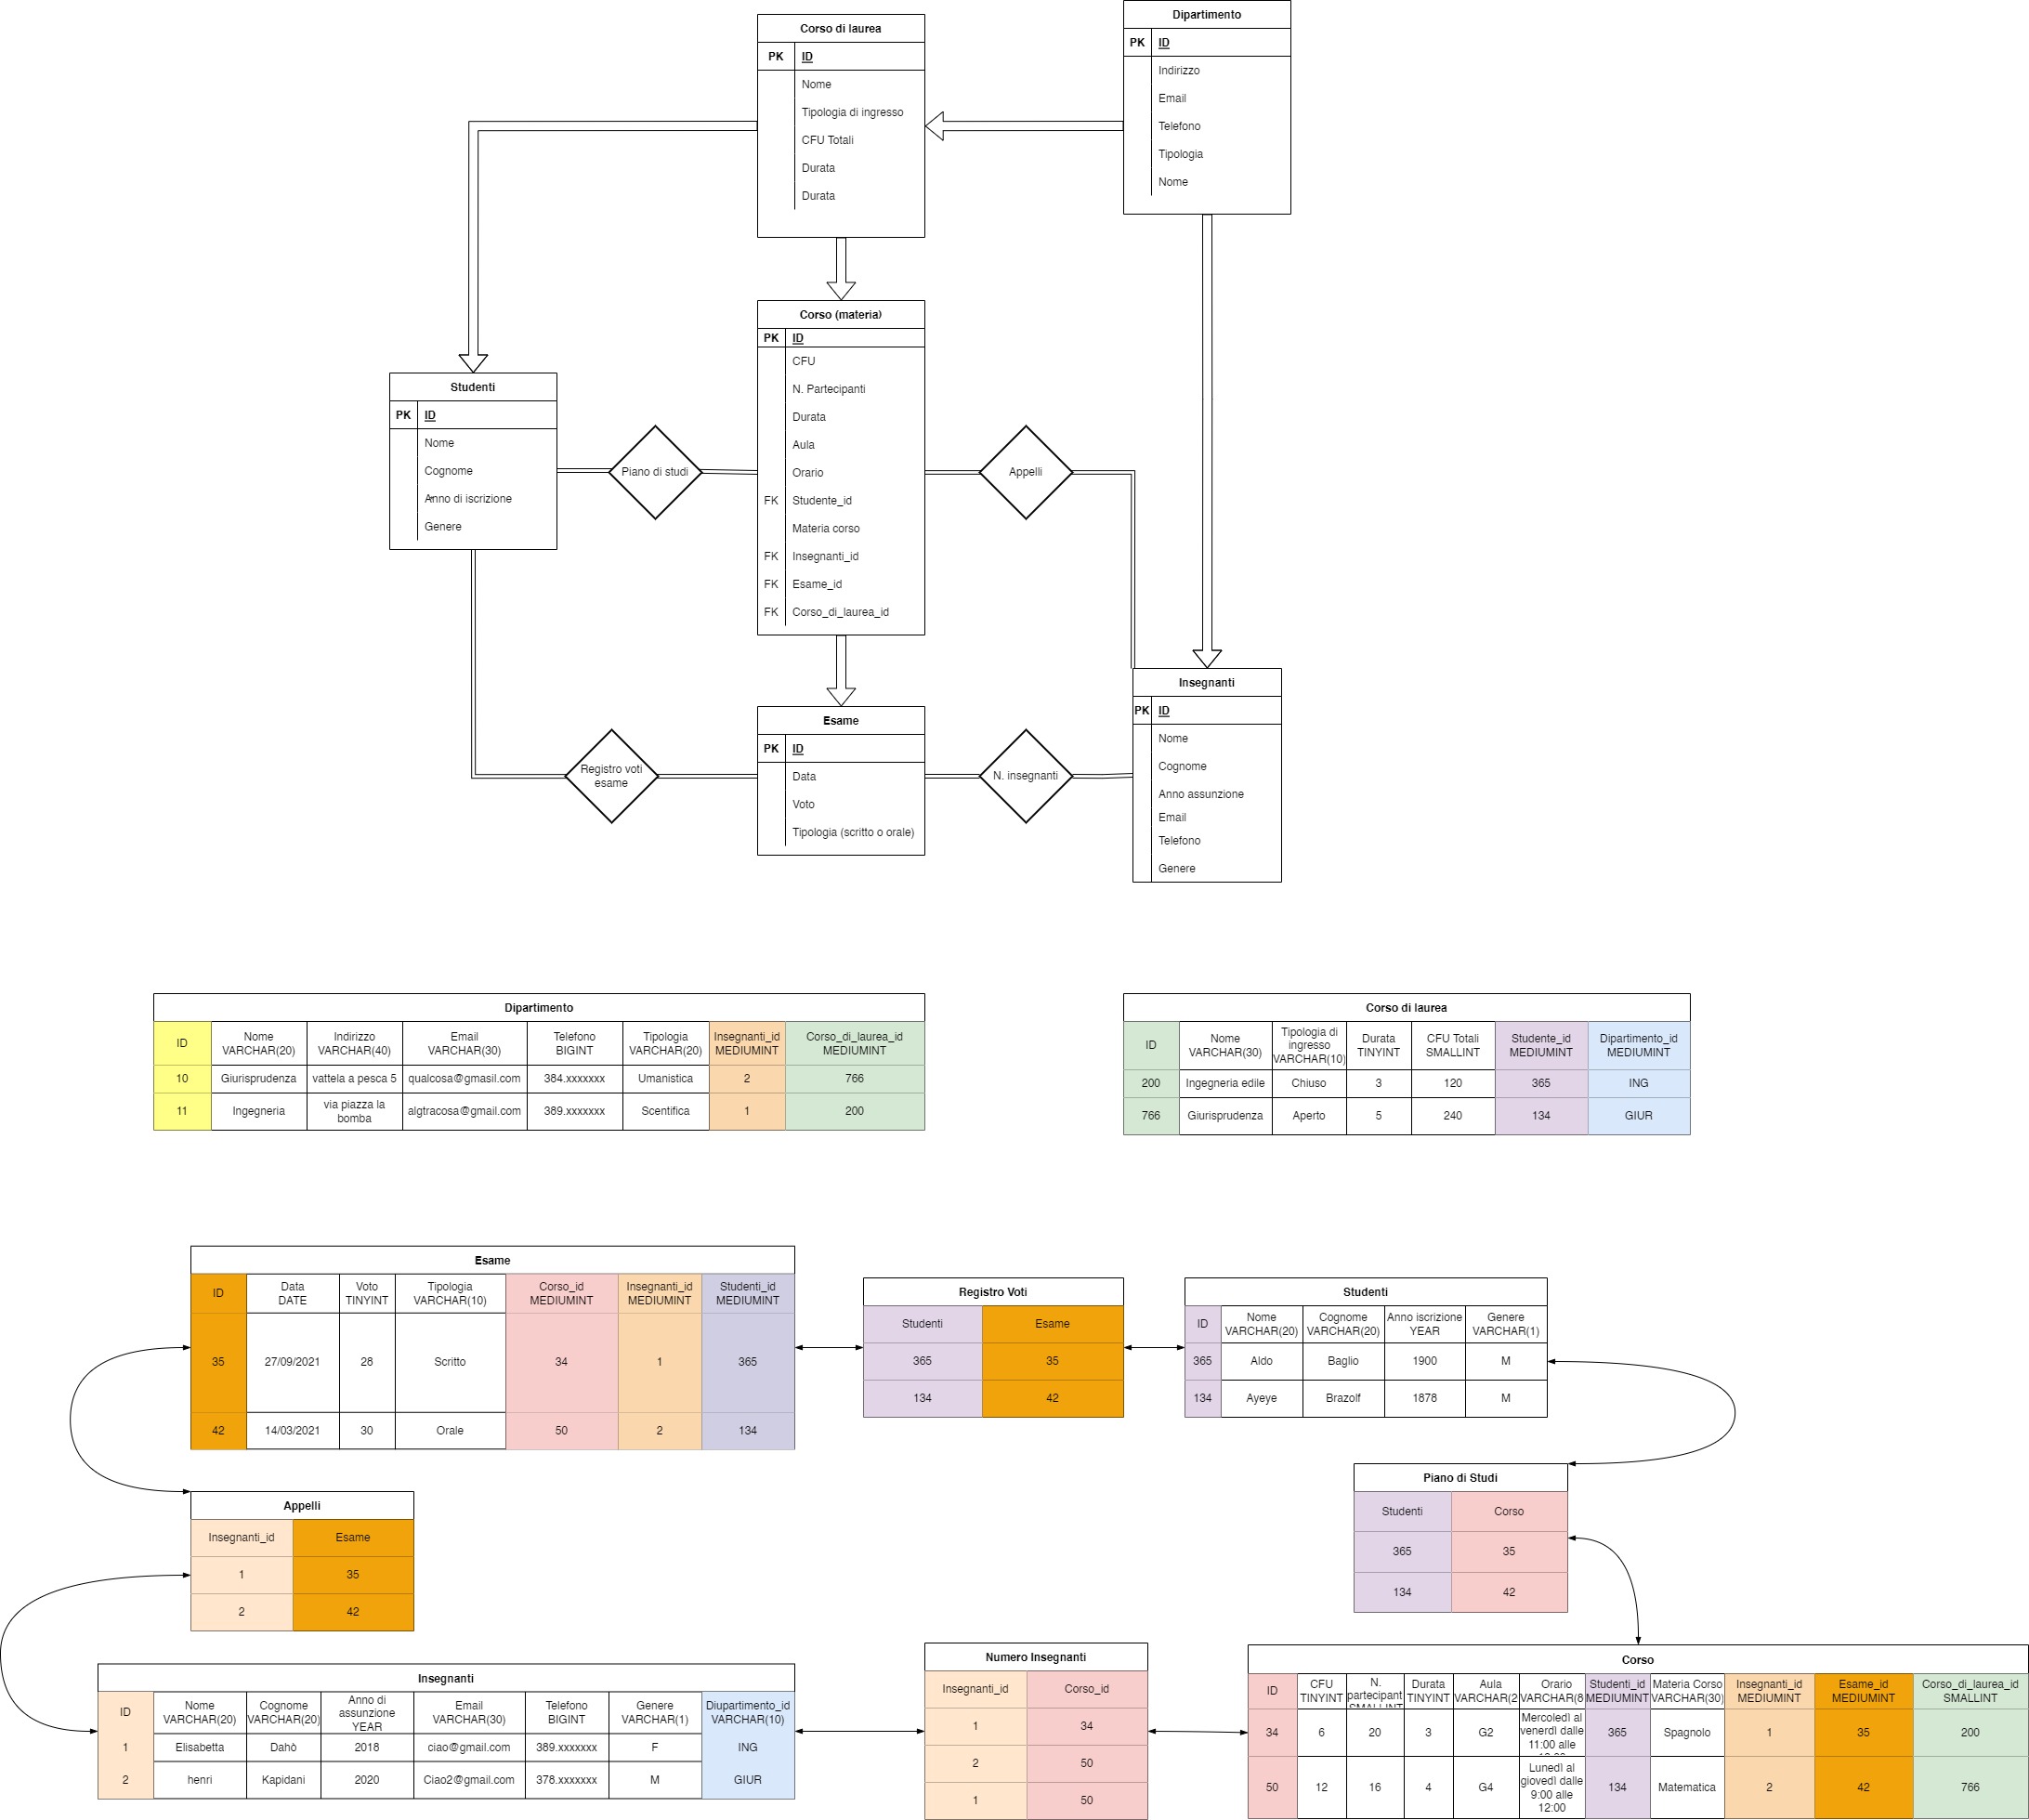 Corso di laurea
PK ID
Nome
Tipologia di ingresso
CFU Totali
Durata
Durata
Dipartimento
PK ID
Indirizzo
Email
Telefono
Tipologia
Nome
Studenti
PK ID
Nome
Cognome
Anno di iscrizione
Genere
Piano di studi
Corso (materia)
PK ID
CFU
N. Partecipanti
Durata
Aula
Orario
FK Studente_id
Materia corso
FK Insegnanti_id
FK Esame_id
FK Corso_di_laurea_id
Appelli
Registro voti
esame
Esame
PK ID
Data
Voto
Tipologia (scritto o orale)
N. insegnanti
Insegnanti
PK ID
Nome
Cognome
Anno assunzione
Email
Telefono
Genere
Dipartimento
ID Nome Indirizzo Email Telefono Tipologia Insegnanti_id Corso_di_laurea_id
VARCHAR(20) VARCHAR(40) VARCHAR(30) BIGINT VARCHAR(20) MEDIUMINT MEDIUMINT
10 Giurisprudenza vattela a pesca 5 qualcosa@gmasil.com 384.xxxxxxx Umanistica 2 766
11 Ingegneria via piazza la bomba algtracosa@gmail.com 389.xxxxxxx Scentifica 1 200
Corso di laurea
ID Nome Tipologia di ingresso Durata CFU Totali Studente_id Dipartimento_id
VARCHAR(30) VARCHAR(10) TINYINT SMALLINT MEDIUMINT MEDIUMINT
200 Ingegneria edile Chiuso 3 120 365 ING
766 Giurisprudenza Aperto 5 240 134 GIUR
Esame
ID Data Voto Tipologia Corso_id Insegnanti_id Studenti_id
DATE TINYINT VARCHAR(10) MEDIUMINT MEDIUMINT MEDIUMINT
35 27/09/2021 28 Scritto 34 1 365
42 14/03/2021 30 Orale 50 2 134
Registro Voti
Studenti Esame
365 35
134 42
Studenti
ID Nome Cognome Anno iscrizione Genere
VARCHAR(20) VARCHAR(20) YEAR VARCHAR(1)
365 Aldo Baglio 1900 M
134 Ayeye Brazolf 1878 M
Appelli
Insegnanti_id Esame
1 35
2 42
Piano di Studi
Studenti Corso
365 35
134 42
Insegnanti
ID Nome Cognome Anno di assunzione Email Telefono Genere Diupartimento_id
VARCHAR(20) VARCHAR(20) YEAR VARCHAR(30) BIGINT VARCHAR(1) VARCHAR(10)
1 Elisabetta Dahò 2018 ciao@gmail.com 389.xxxxxxx F ING
2 henri Kapidani 2020 Ciao2@gmail.com 378.xxxxxxx M GIUR
Numero Insegnanti
Insegnanti_id Corso_id
1 34
2 50
1 50
Corso
ID CFU N. partecipant Durata Aula Orario Studenti_id Materia Corso Insegnanti_id Esame_id Corso_di_laurea_id
TINYINT TINYINT VARCHAR(2 VARCHAR(8 MEDIUMINT VARCHAR(30) MEDIUMINT MEDIUMINT SMALLINT
34 6 20 3 G2 Mercoledì al venerdì dalle 11:00 alle 365 Spagnolo 1 35 200
50 12 16 4 G4 Lunedì al giovedì dalle 9:00 alle 12:00 134 Matematica 2 42 766